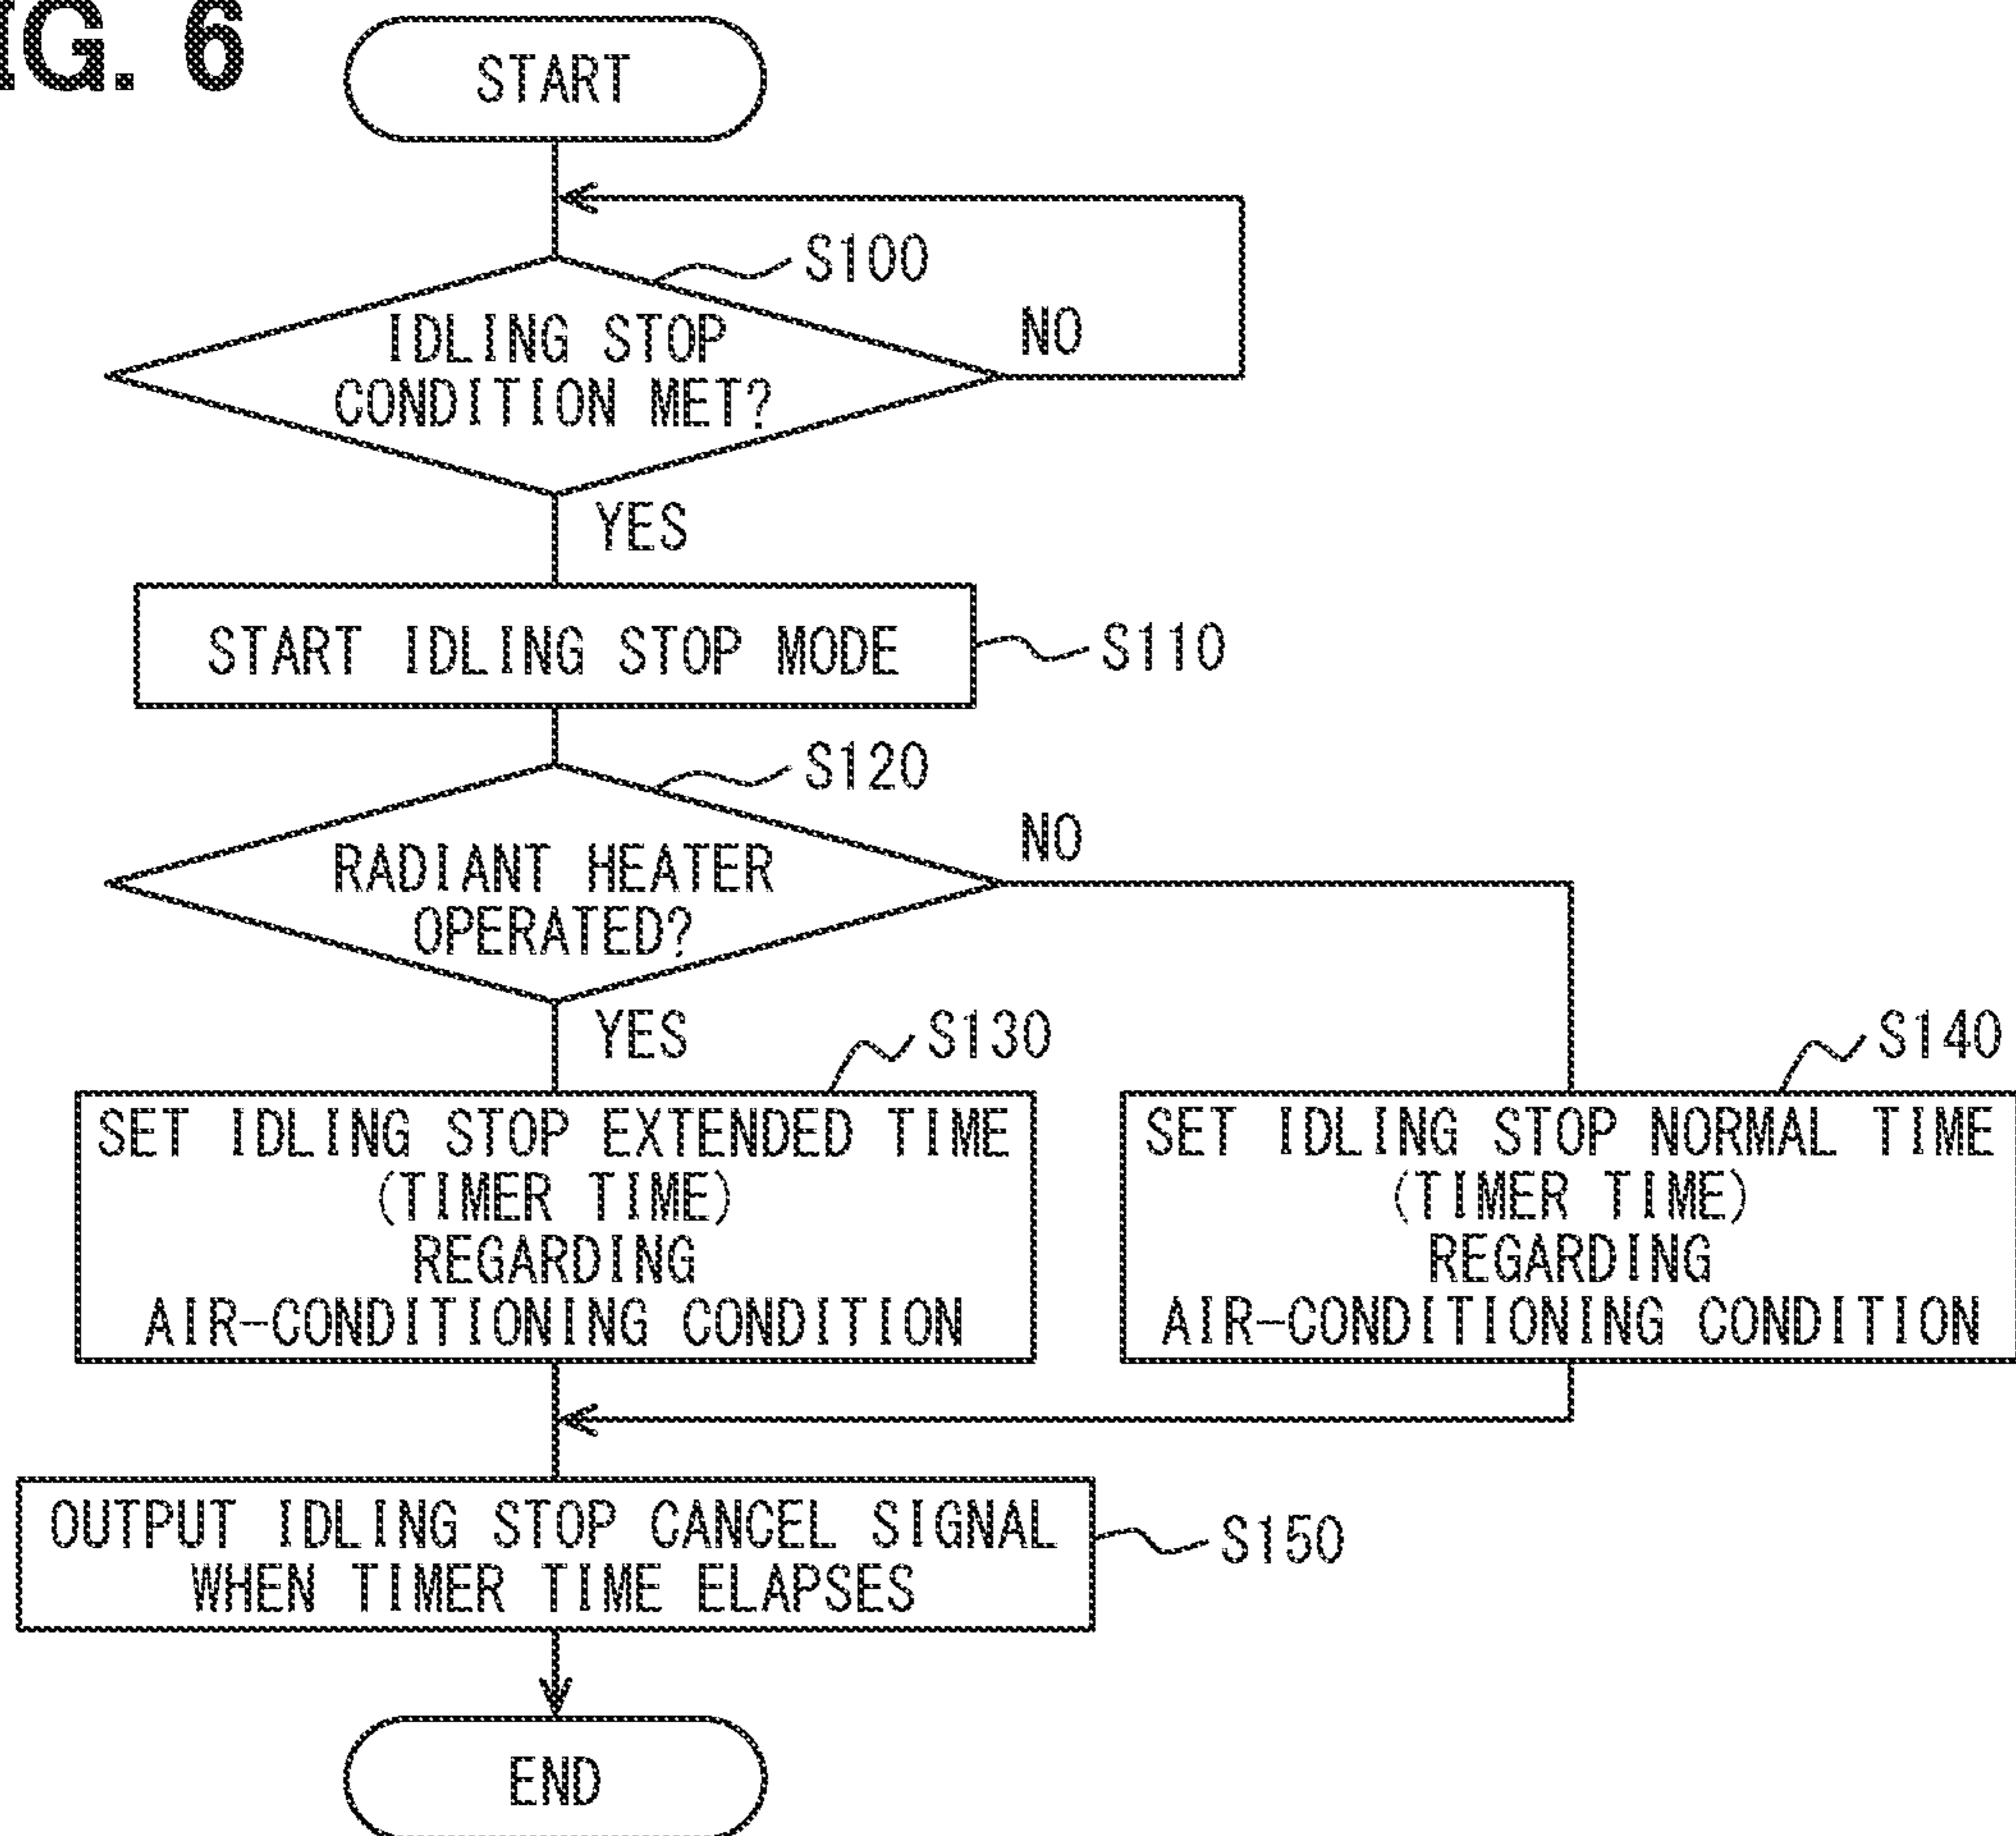 IG. 6
START
S100
IDLING STOP
CONDITION MET?
NO
YES
START IDLING STOP MODE
S110
S120
RADIANT HEATER
OPERATED?
NO
YES
S130
SET IDLING STOP EXTENDED TIME
(TIMER TIME)
REGARDING
AIR-CONDITIONING CONDITION
S140
SET IDLING STOP NORMAL TIME
(TIMER TIME)
REGARDING
AIR-CONDITIONING CONDITION
OUTPUT IDLING STOP CANCEL SIGNAL
WHEN TIMER TIME ELAPSES
S150
END